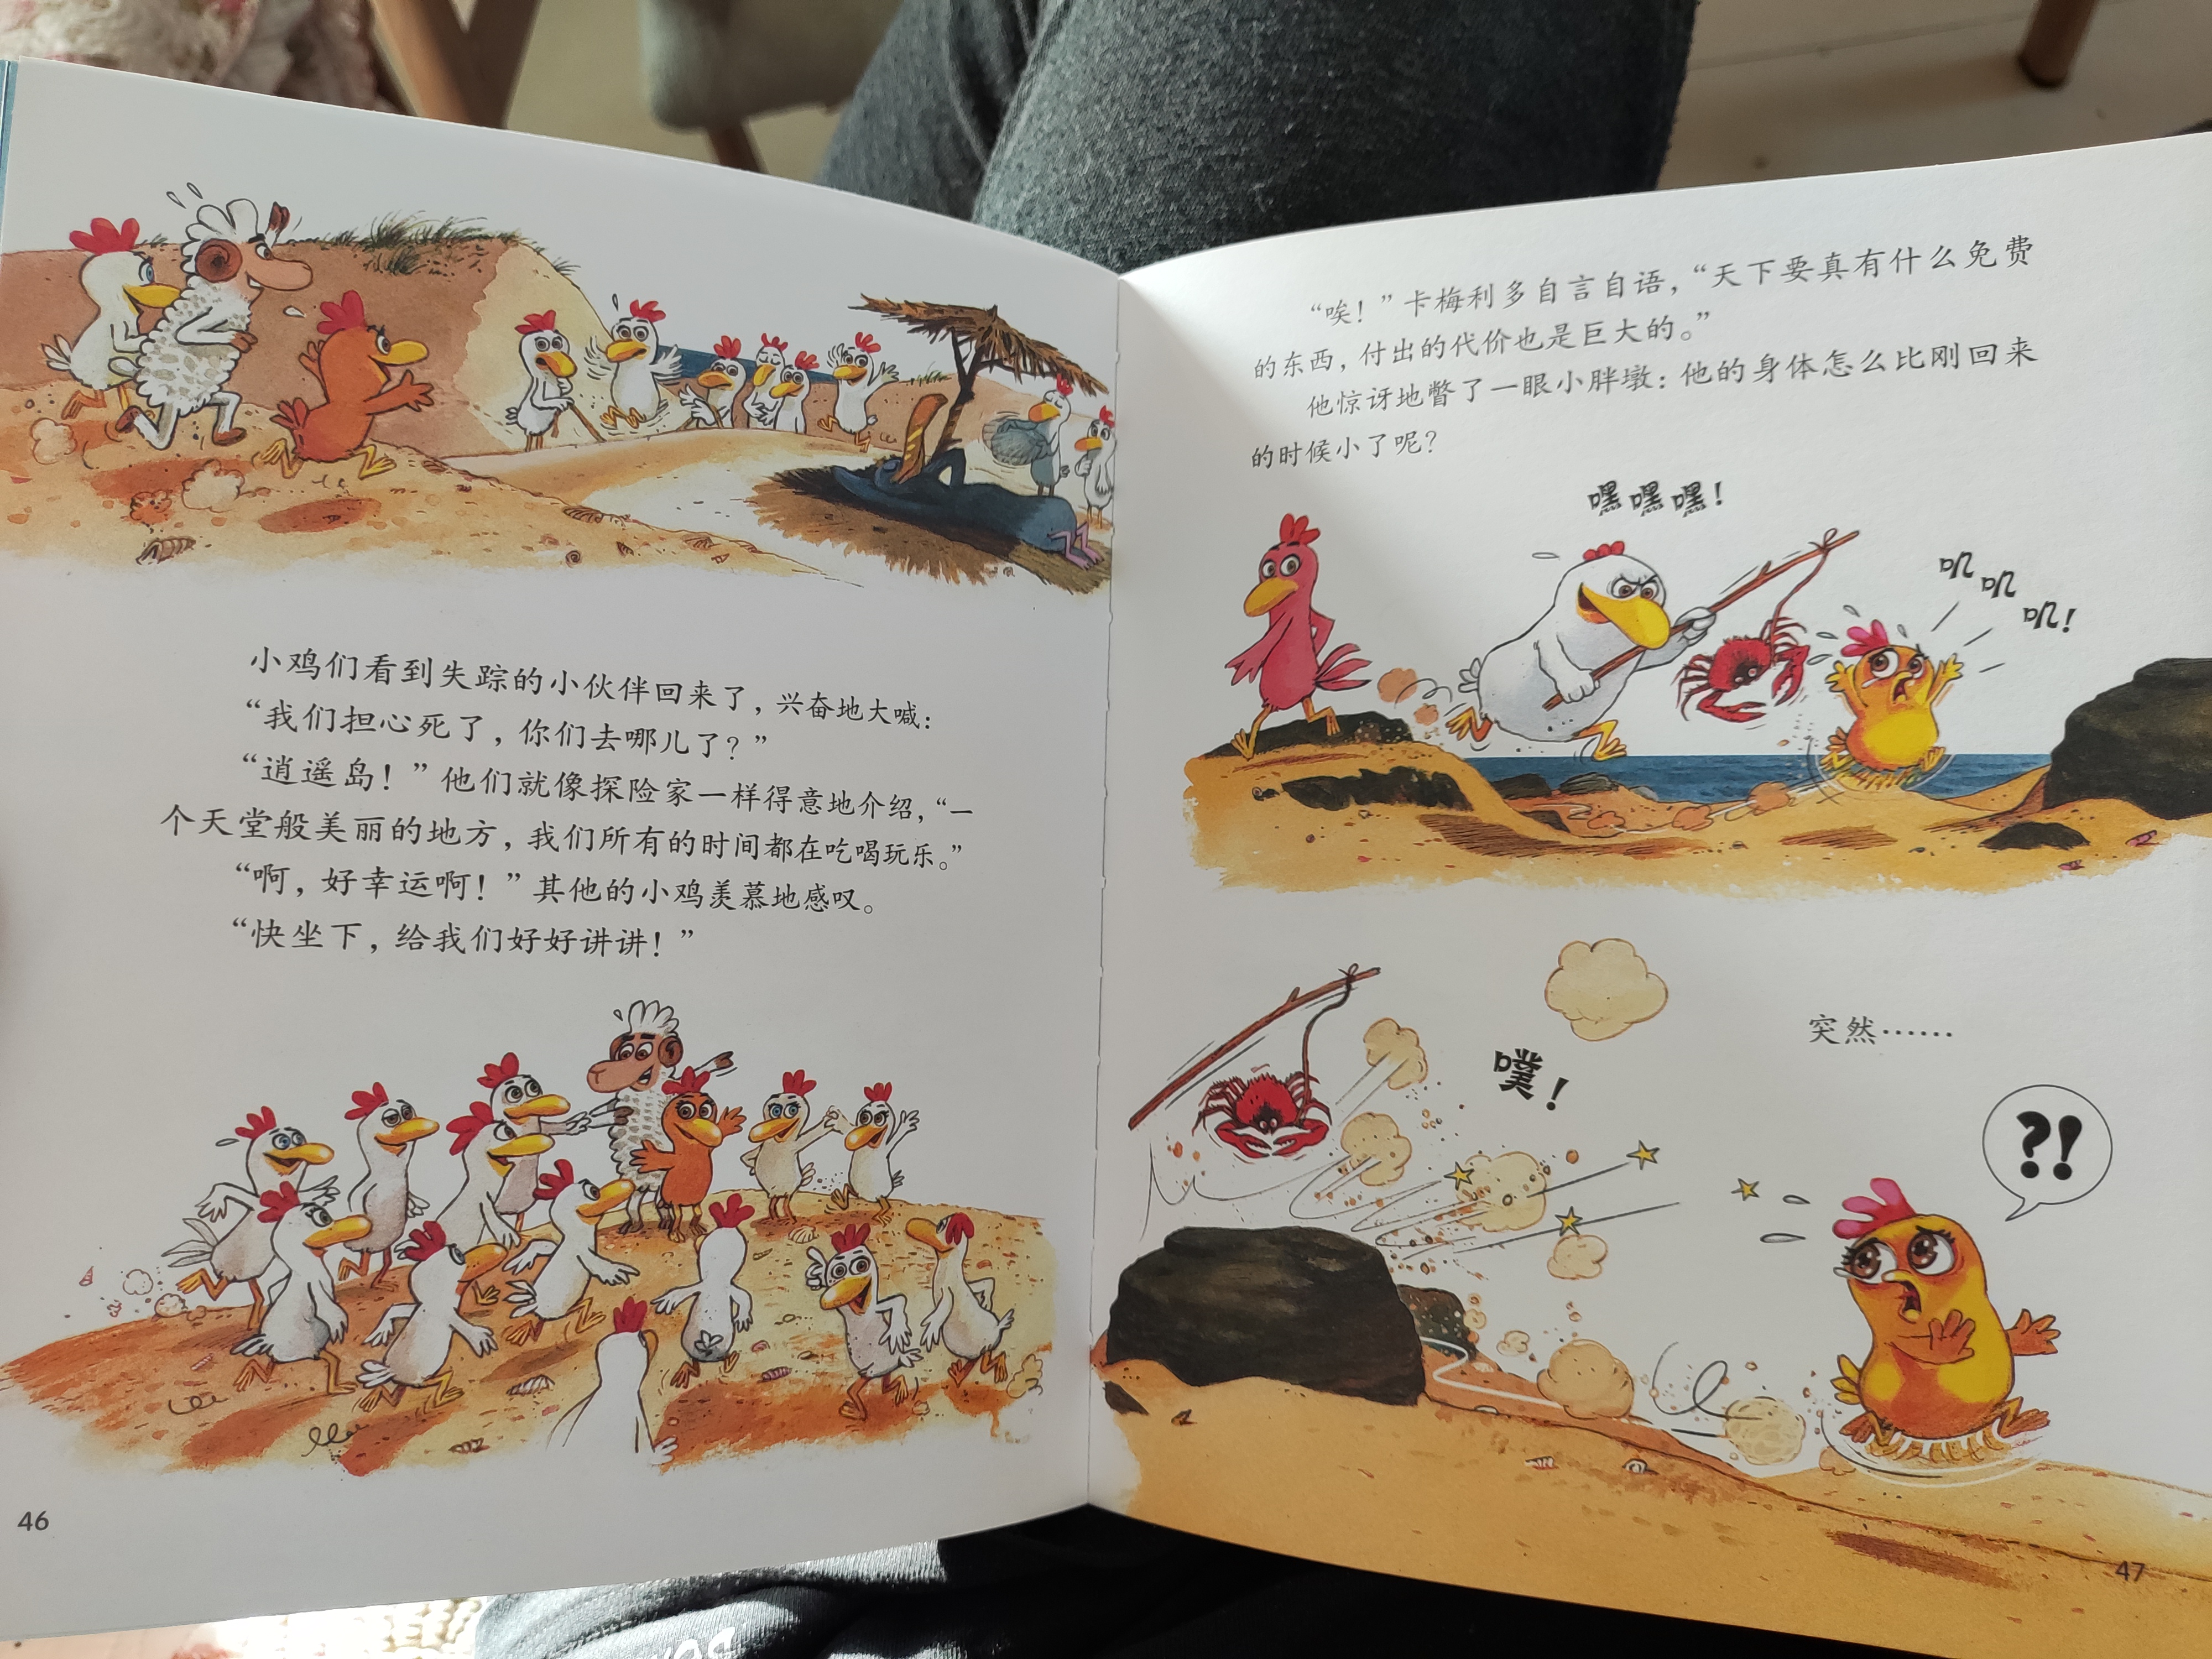 小鸡们看到失踪的小伙伴回来了，兴奋地大喊：
“我们担心死了，你们去哪儿了？”
“逍遥岛！”他们就像探险家一样得意地介绍，“一
个天堂般美丽的地方，我们所有的时间都在吃喝玩乐。”
“啊，好幸运啊！”其他的小鸡羡慕地感叹。
“快坐下，给我们好好讲讲！”
46
“唉！”卡梅利多自言自语，“天下要真有什么免费
的东西，付出的代价也是巨大的。”
他惊讶地瞥了一眼小胖墩：他的身体怎么比刚回来
的时候小了呢？
嘿嘿嘿！
叽叽叽！
突然……
噗！
?!
47